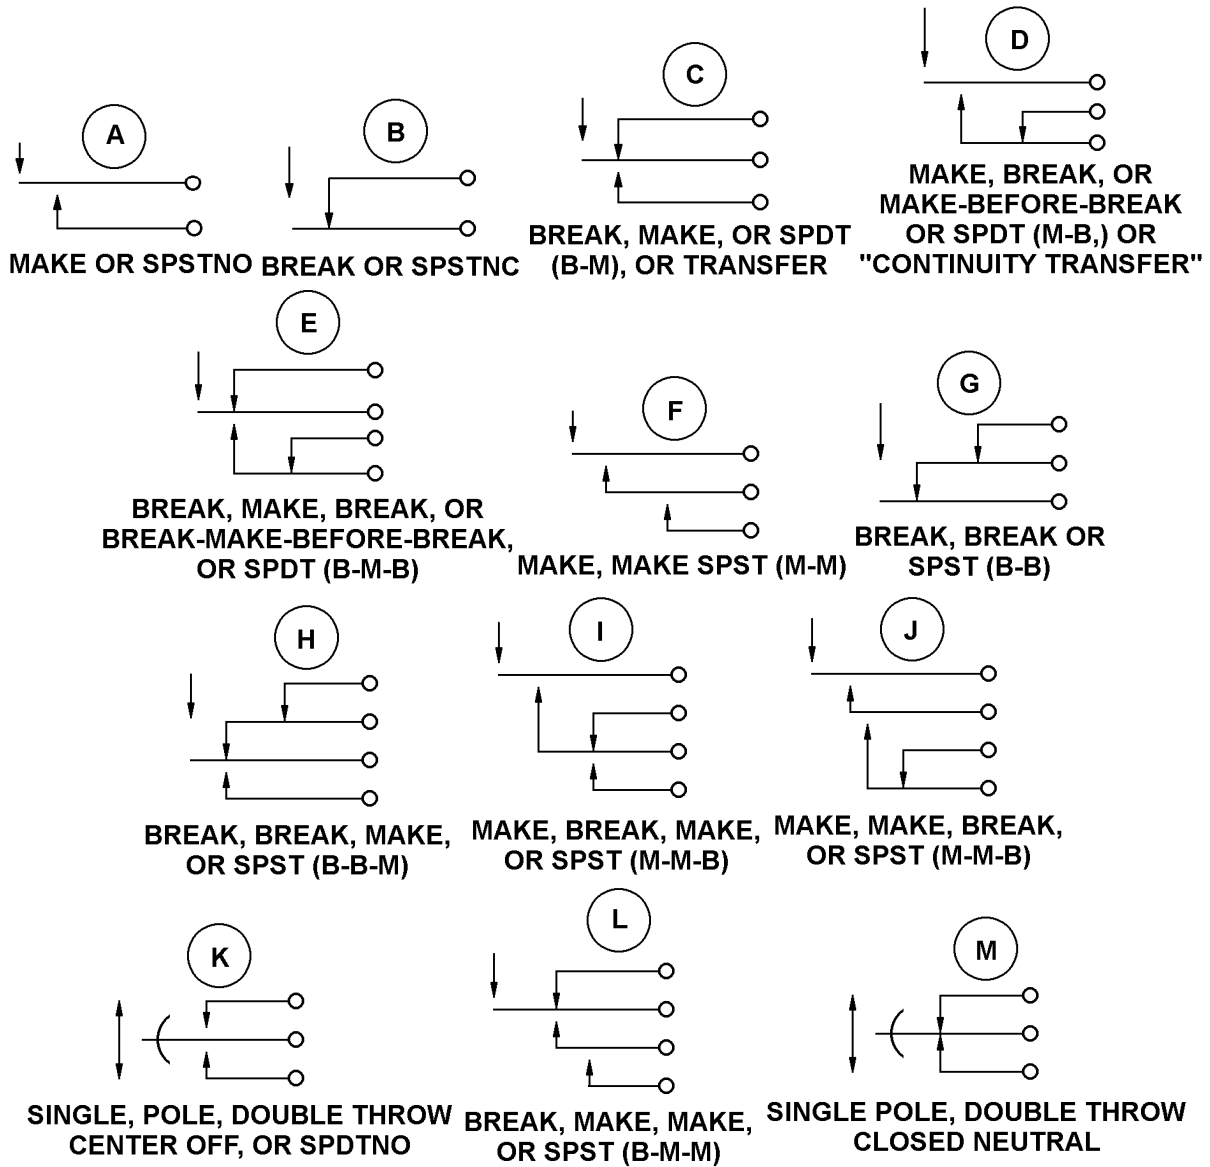 A
MAKE OR SPSTNO
B
BREAK OR SPSTNC
C
BREAK, MAKE, OR SPDT
(B-M), OR TRANSFER
D
MAKE, BREAK, OR
MAKE-BEFORE-BREAK
OR SPDT (M-B,) OR
"CONTINUITY TRANSFER"
E
BREAK, MAKE, BREAK, OR
BREAK-MAKE-BEFORE-BREAK,
OR SPDT (B-M-B)
F
MAKE, MAKE SPST (M-M)
G
BREAK, BREAK OR
SPST (B-B)
H
BREAK, BREAK, MAKE,
OR SPST (B-B-M)
I
MAKE, BREAK, MAKE,
OR SPST (M-M-B)
J
MAKE, MAKE, BREAK,
OR SPST (M-M-B)
K
SINGLE, POLE, DOUBLE THROW
CENTER OFF, OR SPDTNO
L
BREAK, MAKE, MAKE,
OR SPST (B-M-M)
M
SINGLE POLE, DOUBLE THROW
CLOSED NEUTRAL